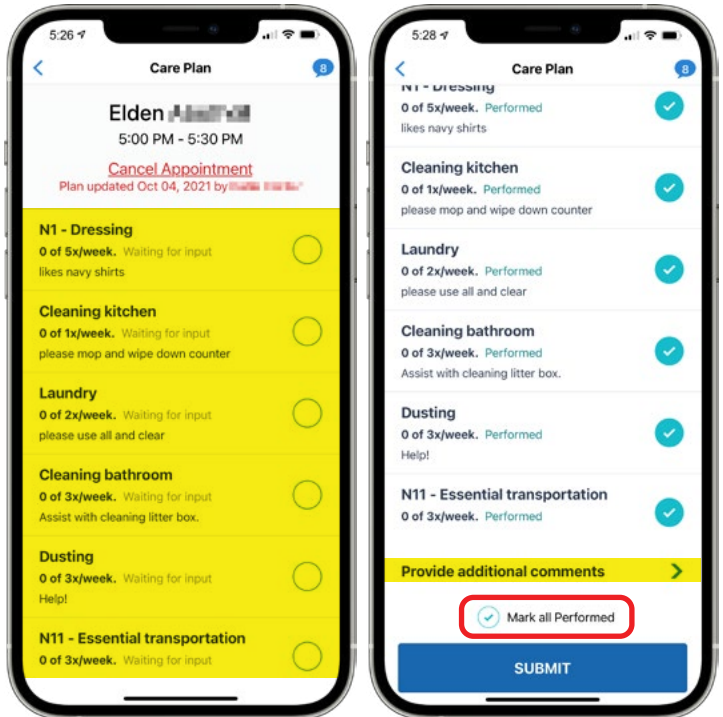 5:26
Care Plan
8
Elden
5:00 PM - 5:30 PM
Cancel Appointment
Plan updated Oct 04, 2021 by
N1 - Dressing
0 of 5x/week. Waiting for input
likes navy shirts
Cleaning kitchen
0 of 1x/week. Waiting for input
please mop and wipe down counter
Laundry
0 of 2x/week. Waiting for input
please use all and clear
Cleaning bathroom
0 of 3x/week. Waiting for input
Assist with cleaning litter box.
Dusting
0 of 3x/week. Waiting for input
Help!
N11 - Essential transportation
0 of 3x/week. Waiting for input
5:28
Care Plan
8
N1 - Dressing
0 of 5x/week. Performed
likes navy shirts
Cleaning kitchen
0 of 1x/week. Performed
please mop and wipe down counter
Laundry
0 of 2x/week. Performed
please use all and clear
Cleaning bathroom
0 of 3x/week. Performed
Assist with cleaning litter box.
Dusting
0 of 3x/week. Performed
Help!
N11 - Essential transportation
0 of 3x/week. Performed
Provide additional comments
Mark all Performed
SUBMIT